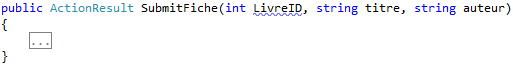 public ActionResult SubmitFiche(int LivreID, string titre, string auteur)
{
...
}